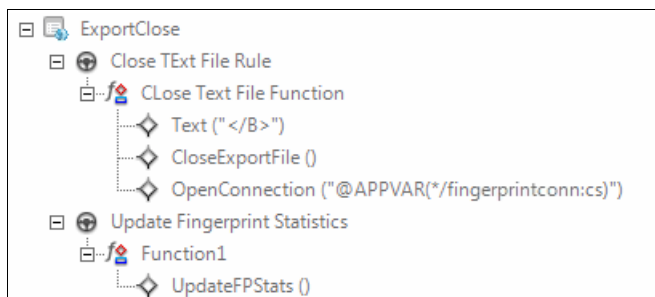 ExportClose
Close TExt File Rule
CLose Text File Function
Text ("</B>")
CloseExportFile ()
OpenConnection ("@APPVAR(*/fingerprintconn:cs)")
Update Fingerprint Statistics
Function1
UpdateFPStats ()